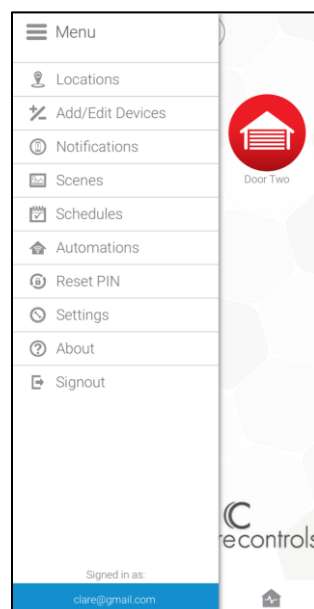 Menu
Locations
Add/Edit Devices
Notifications
Scenes
Schedules
Automations
Reset PIN
Settings
About
Signout
Door Two
recontrols
Signed in as:
clare@gmail.com